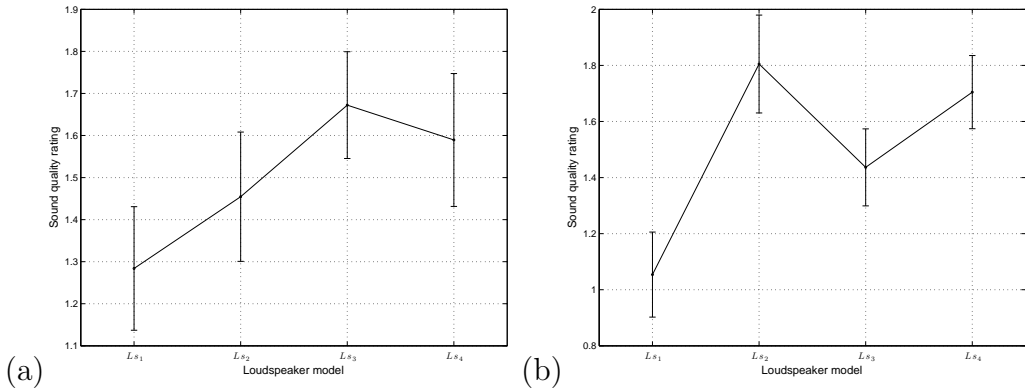 1.9
1.8
1.7
1.6
1.5
1.4
1.3
1.2
1.1
Sound quality rating
Ls₁ Ls₂ Ls₃ Ls₄
Loudspeaker model
(a)
2
1.8
1.6
1.4
1.2
1
0.8
Sound quality rating
Ls₁ Ls₂ Ls₃ Ls₄
Loudspeaker model
(b)